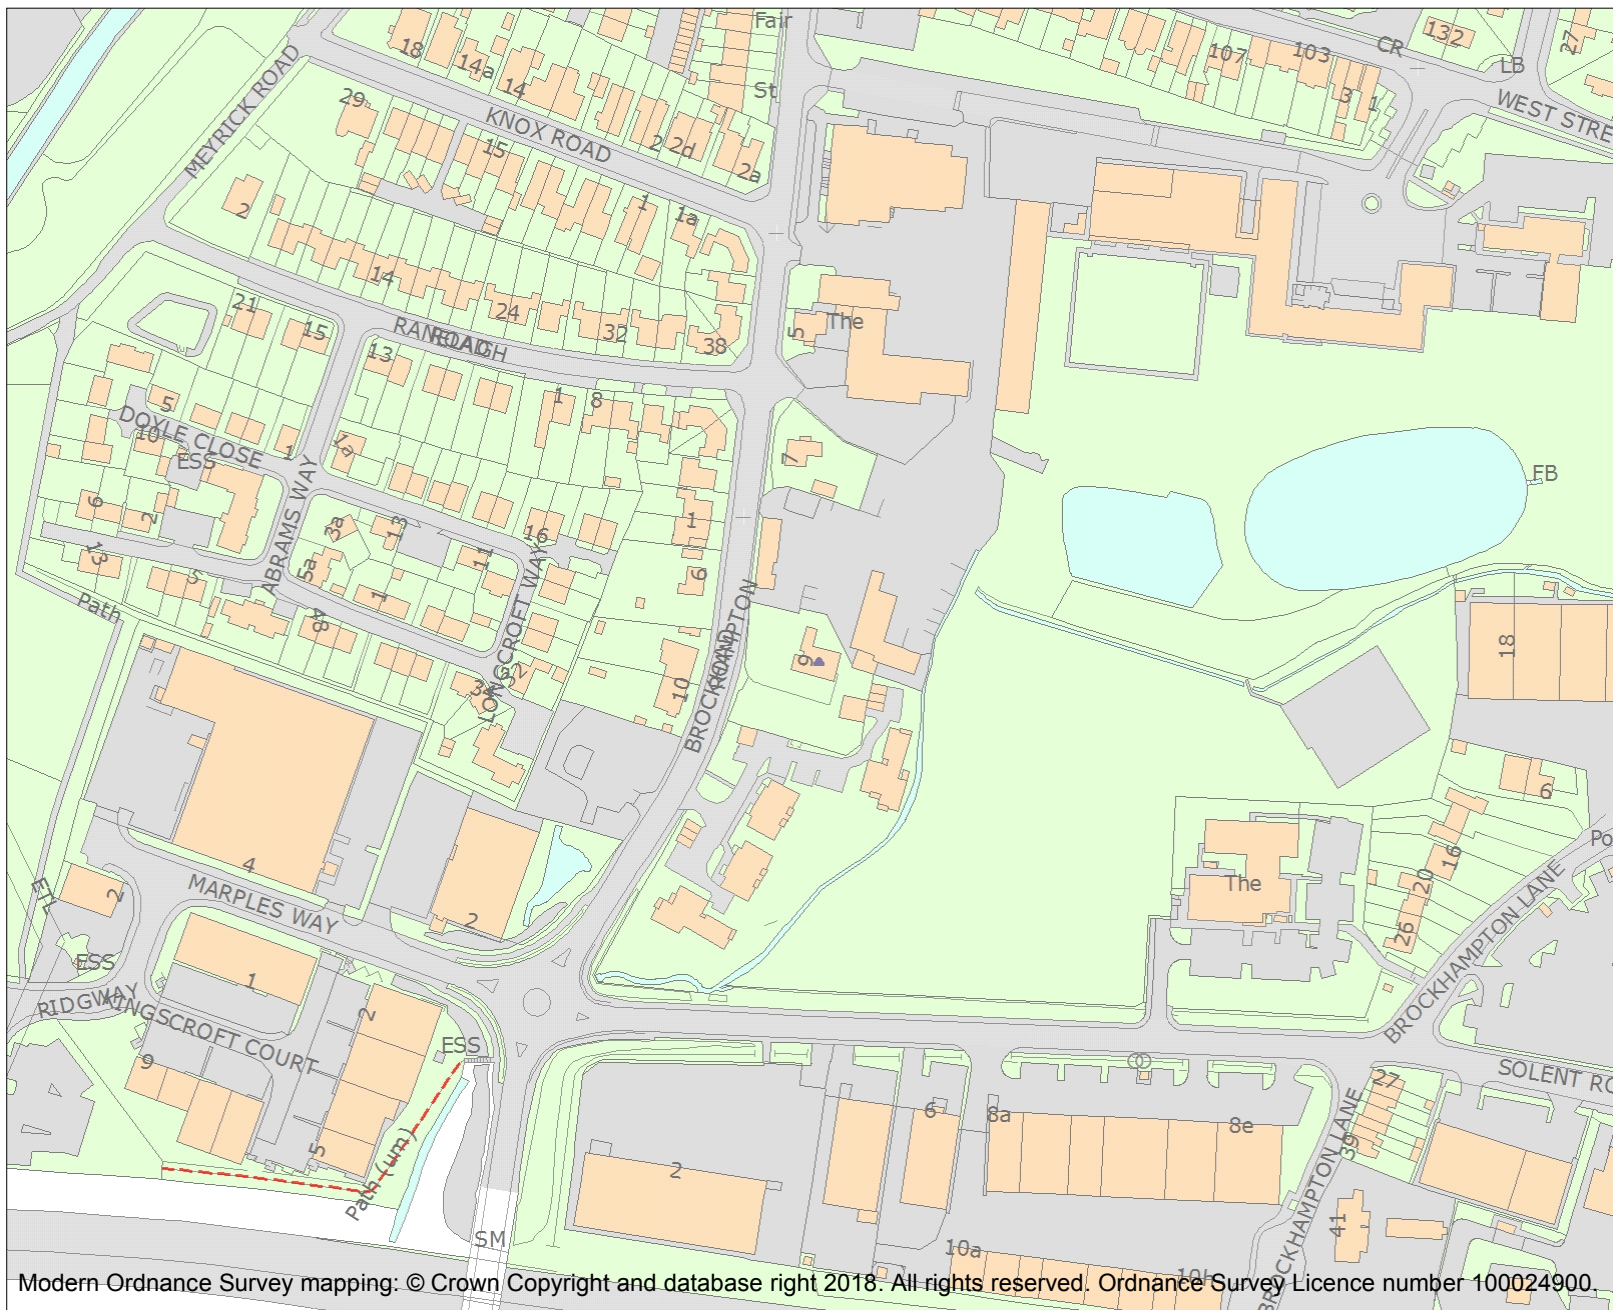 Fair
18
14a
14
107
103
CR
132
27
LB
St
3
1
WEST STRE
MEYRICK ROAD
29
KNOX ROAD
15
2
2d
2a
2
1
1a
14
24
32
38
5
The
21
15
RANELAGH
ROAD
13
1
8
5
DOYLE CLOSE
10
ESS
1
1a
7
FB
6
2
3a
13
16
1
ABRAMS WAY
11
13
5
5a
1
48
6
Path
LONGCROFT WAY
BROCKHAMPTON
ROAD
9
18
34
32
10
6
4
MARPLES WAY
2
2
ETL
Po
16
20
The
26
BROCKHAMPTON LANE
ESS
1
RIDGWAY
KINGSCROFT COURT
2
ESS
9
SOLENT RO
27
5
Path (um)
2
6
8a
8e
39
BROCKHAMPTON LANE
41
SM
10a
10h
Modern Ordnance Survey mapping: © Crown Copyright and database right 2018. All rights reserved. Ordnance Survey Licence number 100024900.